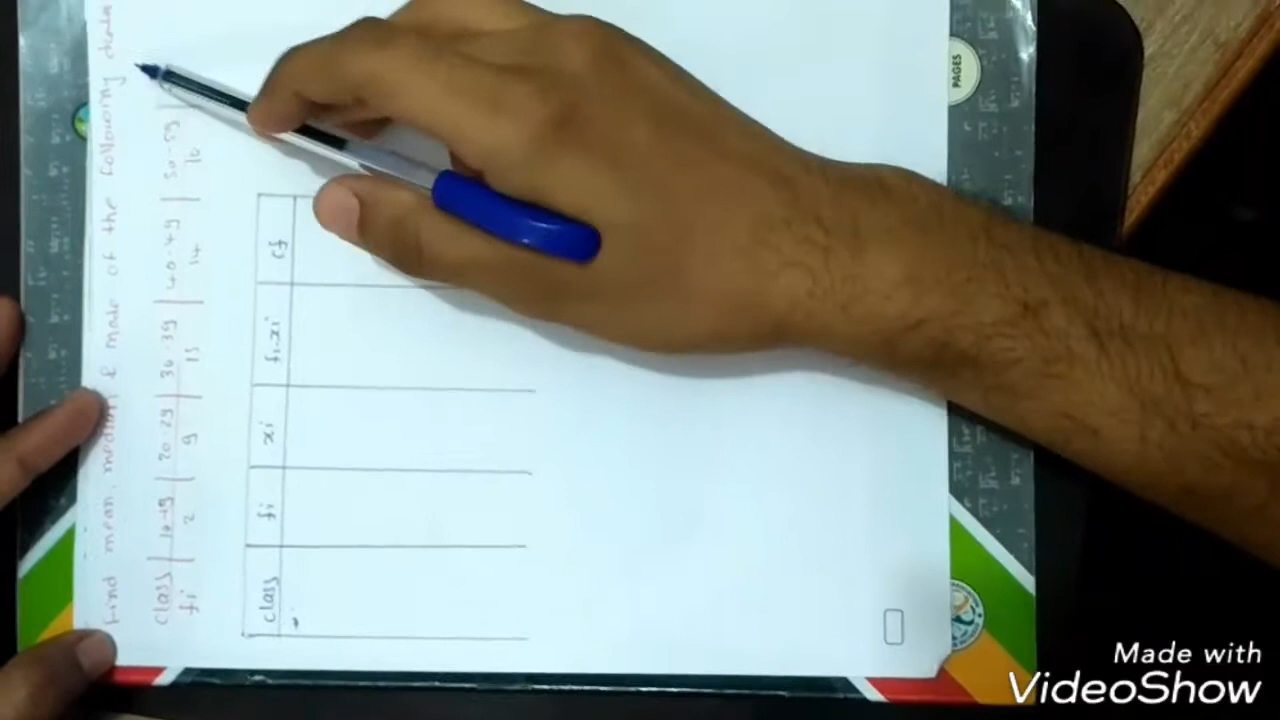 Find mean, median & mode of the following data
class | 10-19 | 20-29 | 30-39 | 40-49 | 50-59 |
fi | 2 | 9 | 15 | 14 | 10
class fi xi fi.xi cf
PAGES
Made with
VideoShow